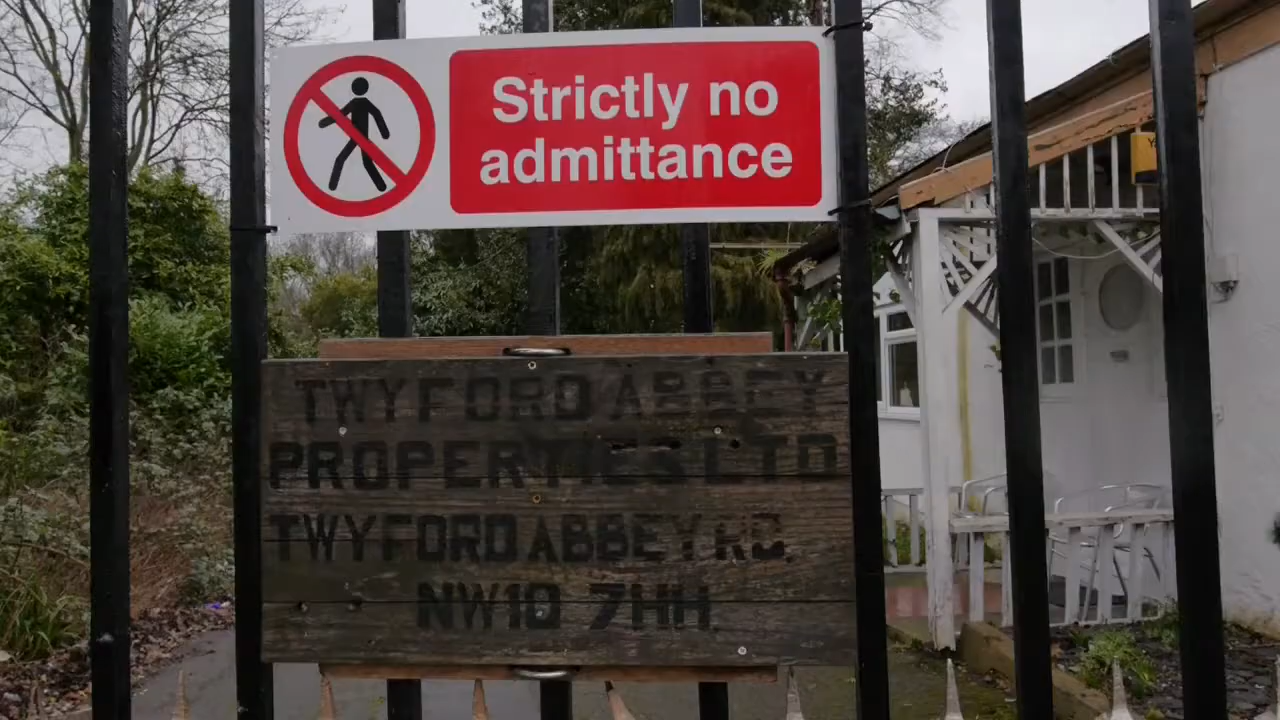 Strictly no
admittance
TWYFORD ABBEY
PROPERTIES LTD
TWYFORD ABBEY RD.
NW10 7HH.